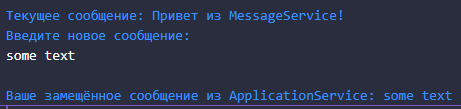 Текущее сообщение: Привет из MessageService!
Введите новое сообщение:
some text
Ваше замещённое сообщение из ApplicationService: some text